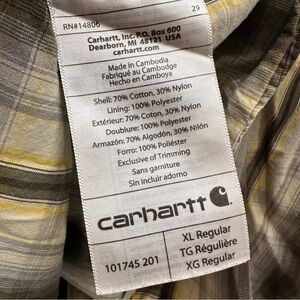 RN#14806
29
Carhartt, Inc. P.O. Box 600
Dearborn, MI 48121 USA
carhartt.com
Made in Cambodia
Fabriqué au Cambodge
Hecho en Camboya
Shell: 70% Cotton, 30% Nylon
Lining: 100% Polyester
Extérieur: 70% Coton, 30% Nylon
Doublure: 100% Polyester
Armazón: 70% Algodón, 30% Nilón
Forro: 100% Poliéster
Exclusive of Trimming
Sans garniture
Sin incluir adorno
carhartt
101745 201
XL Regular
TG Régulière
XG Regular